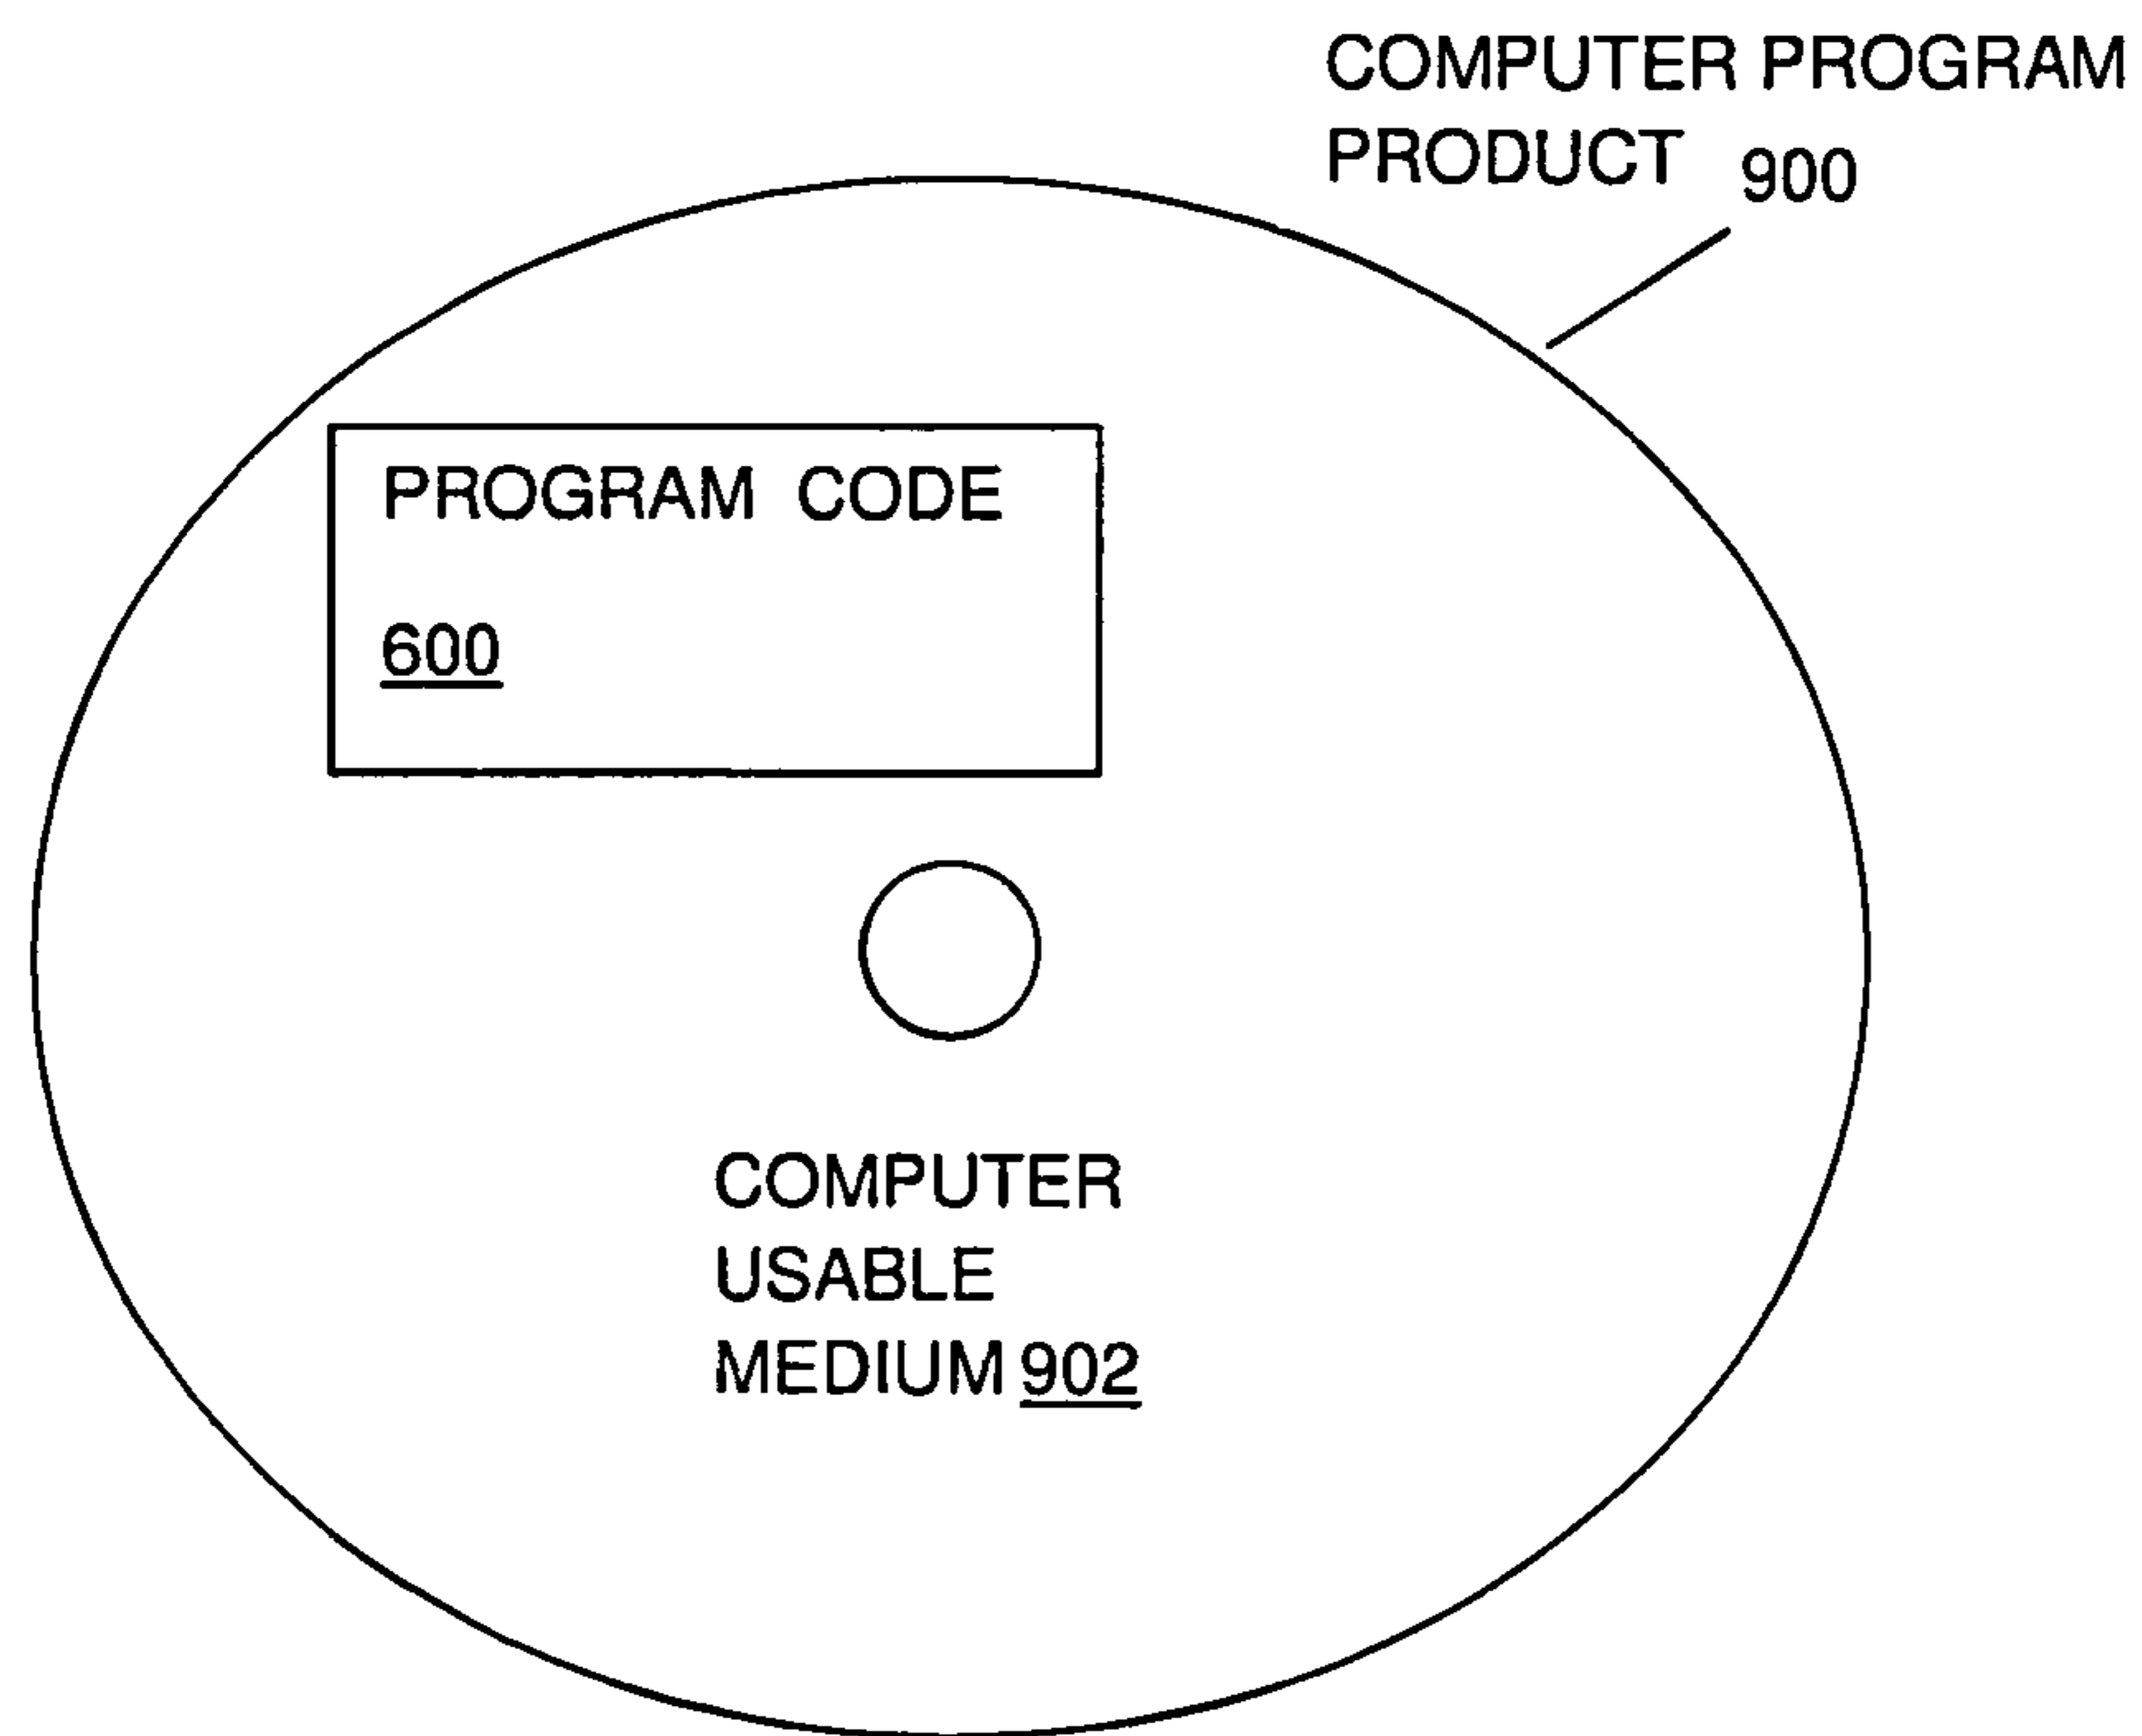 COMPUTER PROGRAM
PRODUCT 900
PROGRAM CODE
600
COMPUTER
USABLE
MEDIUM 902